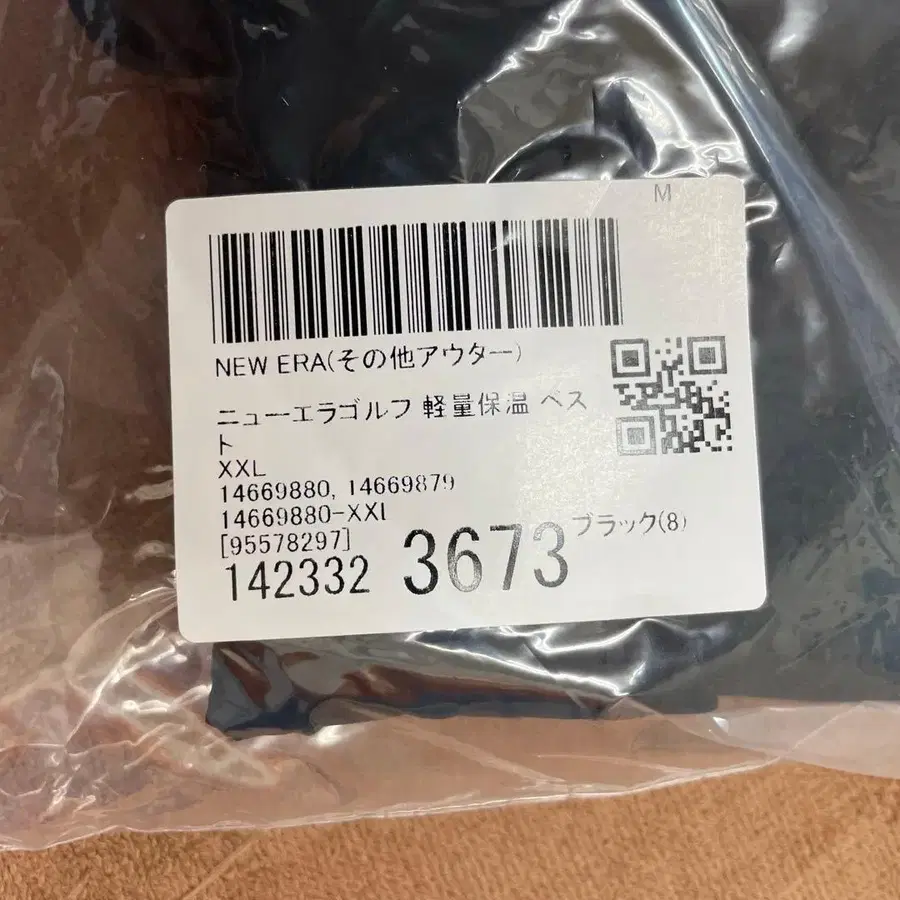 M
NEW ERA(その他アウター)
ニューエラゴルフ 軽量保温 ベス
ト
XXL
14669880, 14669879
14669880-XXL
[95578297]
ブラック(8)
142332 3673